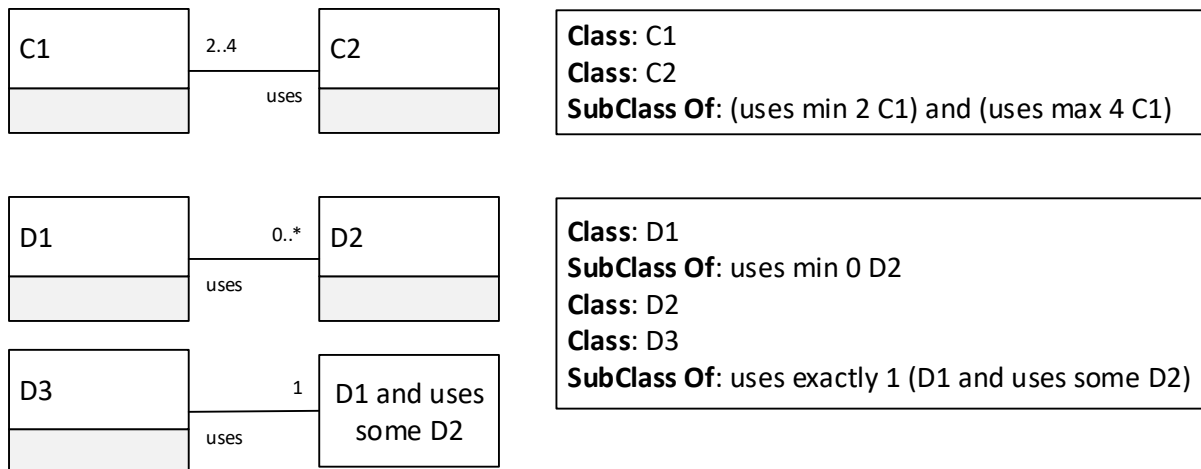 C1
2..4
uses
C2
Class: C1
Class: C2
SubClass Of: (uses min 2 C1) and (uses max 4 C1)
D1
0..*
uses
D2
D3
1
uses
D1 and uses
some D2
Class: D1
SubClass Of: uses min 0 D2
Class: D2
Class: D3
SubClass Of: uses exactly 1 (D1 and uses some D2)